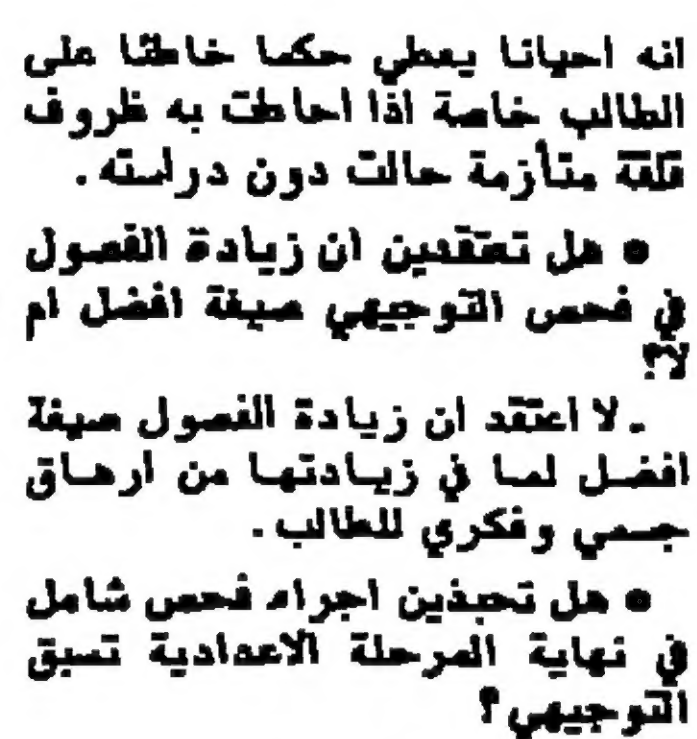 انه احيانا يعطي حكما خاطئا على
الطالب خاصة اذا احاطت به ظروف
قلقة متأزمة حالت دون دراسته .
● هل تعتقدين ان زيادة الفصول
في فحص التوجيهي صيغة افضل ام
لا؟
ـ لا اعتقد ان زيادة الفصول صيغة
افضل لما في زيادتها من ارهاق
جسمي وفكري للطالب .
● هل تحبذين اجراء فحص شامل
في نهاية المرحلة الاعدادية تسبق
التوجيهي ؟